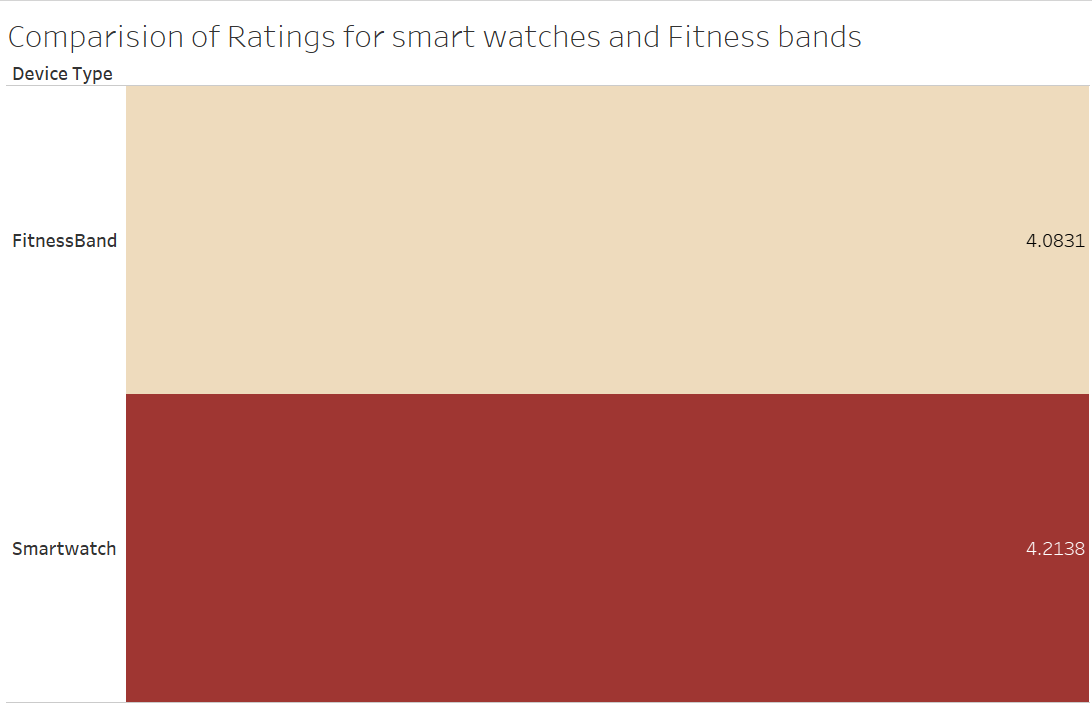 Comparision of Ratings for smart watches and Fitness bands
Device Type
FitnessBand 4.0831
Smartwatch 4.2138